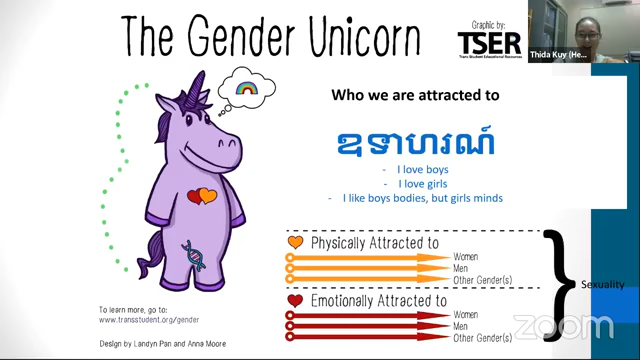 The Gender Unicorn
Graphic by:
TSER
Trans Student Educational Resources
Thida Kuy (He...
Who we are attracted to
ឧទាហរណ៍
- I love boys
- I love girls
- I like boys bodies, but girls minds
Physically Attracted to
Women
Men
Other Gender(s)
Emotionally Attracted to
Women
Men
Other Gender(s)
Sexuality
To learn more, go to:
www.transstudent.org/gender
Design by Landyn Pan and Anna Moore
zoom